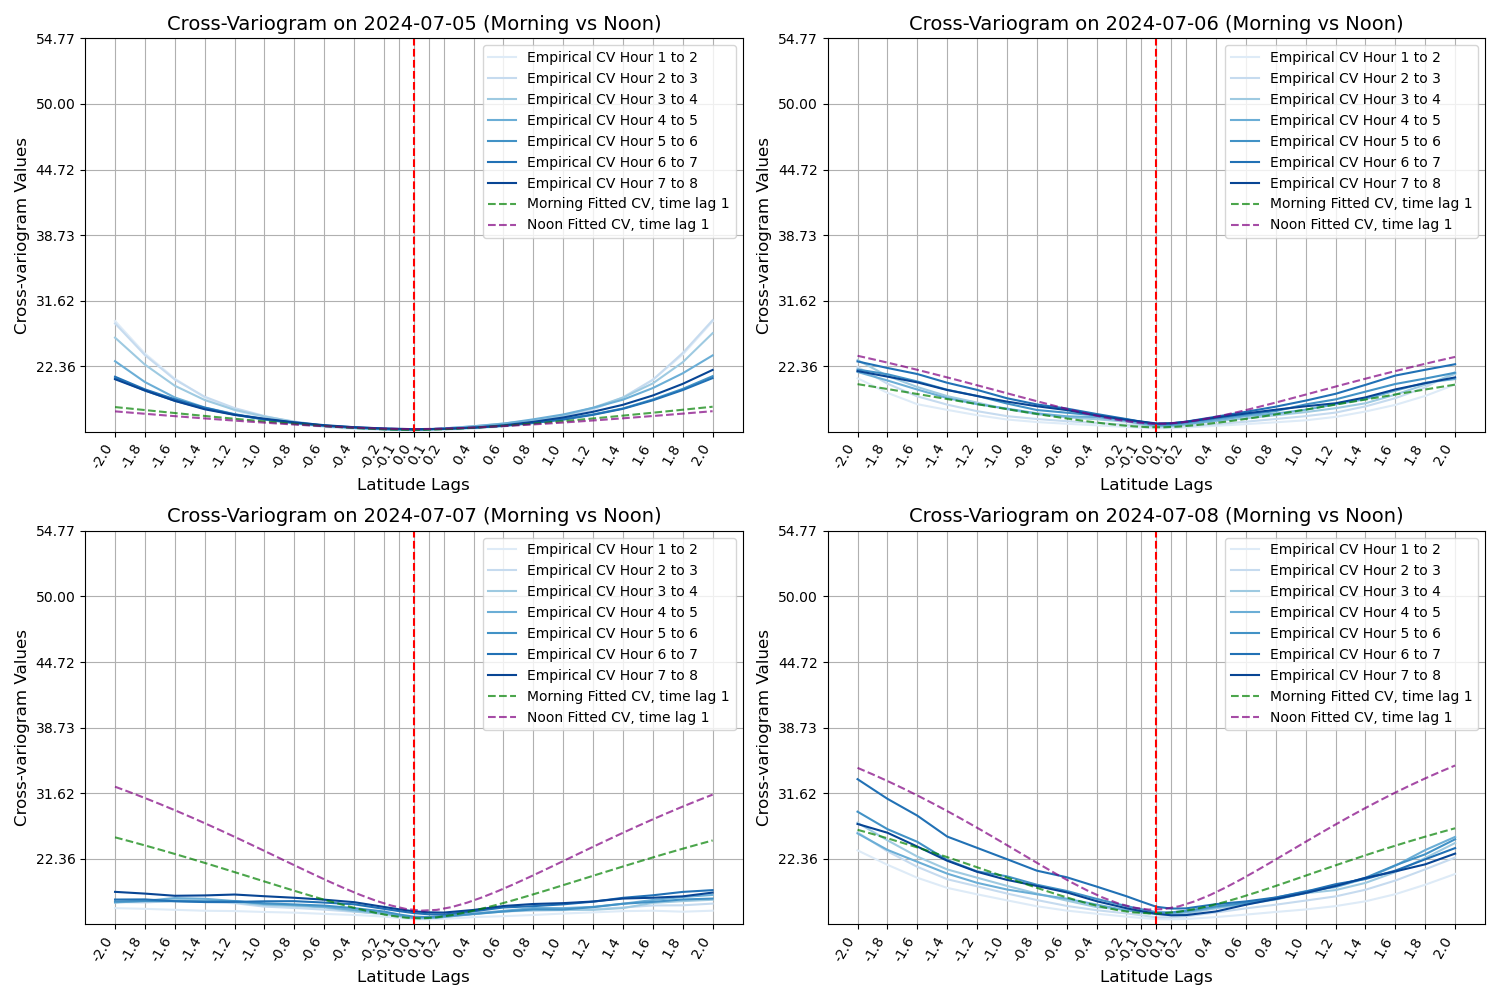 Cross-Variogram on 2024-07-05 (Morning vs Noon)
54.77
50.00
44.72
38.73
31.62
22.36
Cross-variogram Values
Empirical CV Hour 1 to 2
Empirical CV Hour 2 to 3
Empirical CV Hour 3 to 4
Empirical CV Hour 4 to 5
Empirical CV Hour 5 to 6
Empirical CV Hour 6 to 7
Empirical CV Hour 7 to 8
Morning Fitted CV, time lag 1
Noon Fitted CV, time lag 1
-2.0 -1.8 -1.6 -1.4 -1.2 -1.0 -0.8 -0.6 -0.4 -0.2 -0.1 0.0 0.1 0.2 0.4 0.6 0.8 1.0 1.2 1.4 1.6 1.8 2.0
Latitude Lags
Cross-Variogram on 2024-07-06 (Morning vs Noon)
54.77
50.00
44.72
38.73
31.62
22.36
Cross-variogram Values
Empirical CV Hour 1 to 2
Empirical CV Hour 2 to 3
Empirical CV Hour 3 to 4
Empirical CV Hour 4 to 5
Empirical CV Hour 5 to 6
Empirical CV Hour 6 to 7
Empirical CV Hour 7 to 8
Morning Fitted CV, time lag 1
Noon Fitted CV, time lag 1
-2.0 -1.8 -1.6 -1.4 -1.2 -1.0 -0.8 -0.6 -0.4 -0.2 -0.1 0.0 0.1 0.2 0.4 0.6 0.8 1.0 1.2 1.4 1.6 1.8 2.0
Latitude Lags
Cross-Variogram on 2024-07-07 (Morning vs Noon)
54.77
50.00
44.72
38.73
31.62
22.36
Cross-variogram Values
Empirical CV Hour 1 to 2
Empirical CV Hour 2 to 3
Empirical CV Hour 3 to 4
Empirical CV Hour 4 to 5
Empirical CV Hour 5 to 6
Empirical CV Hour 6 to 7
Empirical CV Hour 7 to 8
Morning Fitted CV, time lag 1
Noon Fitted CV, time lag 1
-2.0 -1.8 -1.6 -1.4 -1.2 -1.0 -0.8 -0.6 -0.4 -0.2 -0.1 0.0 0.1 0.2 0.4 0.6 0.8 1.0 1.2 1.4 1.6 1.8 2.0
Latitude Lags
Cross-Variogram on 2024-07-08 (Morning vs Noon)
54.77
50.00
44.72
38.73
31.62
22.36
Cross-variogram Values
Empirical CV Hour 1 to 2
Empirical CV Hour 2 to 3
Empirical CV Hour 3 to 4
Empirical CV Hour 4 to 5
Empirical CV Hour 5 to 6
Empirical CV Hour 6 to 7
Empirical CV Hour 7 to 8
Morning Fitted CV, time lag 1
Noon Fitted CV, time lag 1
-2.0 -1.8 -1.6 -1.4 -1.2 -1.0 -0.8 -0.6 -0.4 -0.2 -0.1 0.0 0.1 0.2 0.4 0.6 0.8 1.0 1.2 1.4 1.6 1.8 2.0
Latitude Lags